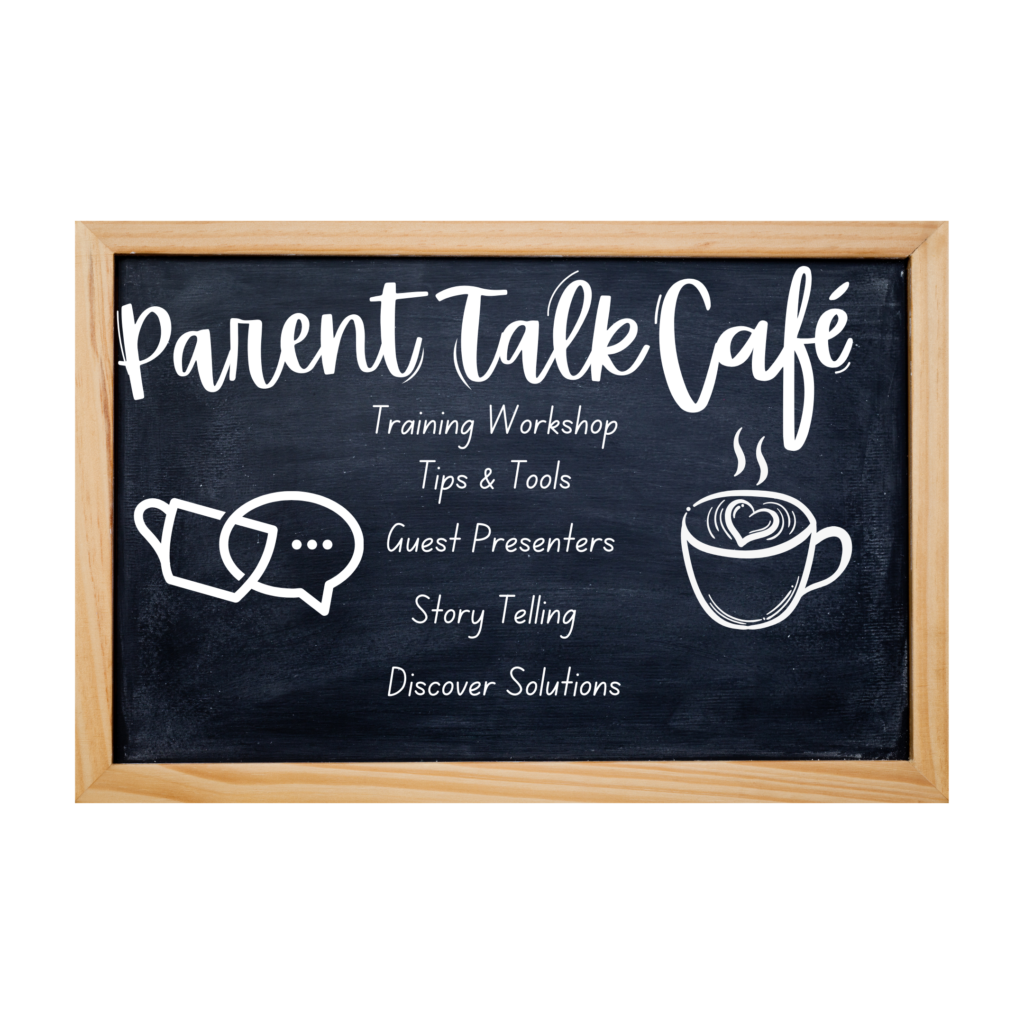 Parent Talk Café
Training Workshop
Tips & Tools
Guest Presenters
Story Telling
Discover Solutions